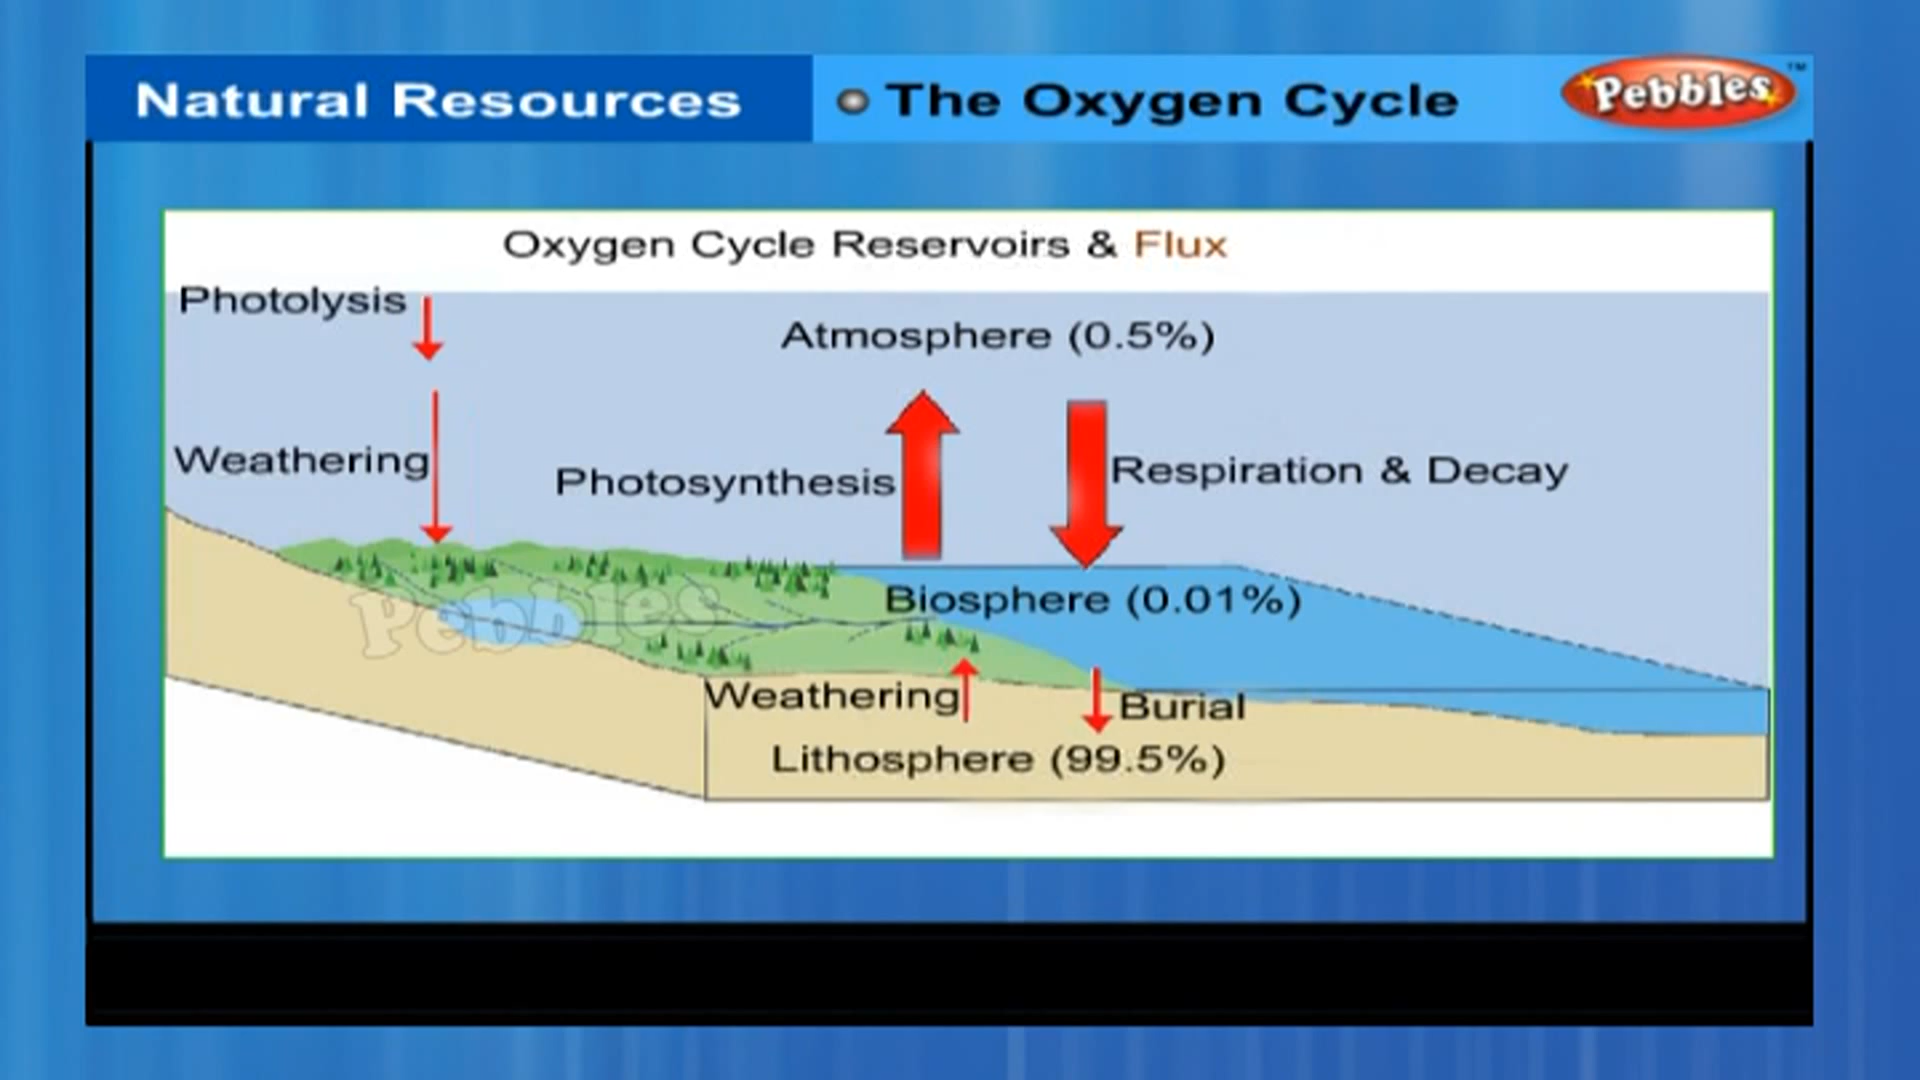 Natural Resources
The Oxygen Cycle
Pebbles™
Oxygen Cycle Reservoirs & Flux
Photolysis
Atmosphere (0.5%)
Weathering
Photosynthesis
Respiration & Decay
Biosphere (0.01%)
Pebbles
Weathering
Burial
Lithosphere (99.5%)